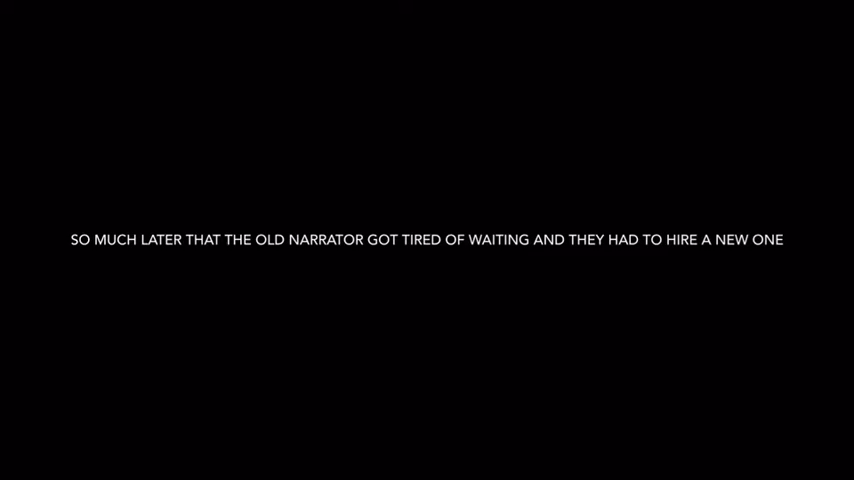 SO MUCH LATER THAT THE OLD NARRATOR GOT TIRED OF WAITING AND THEY HAD TO HIRE A NEW ONE